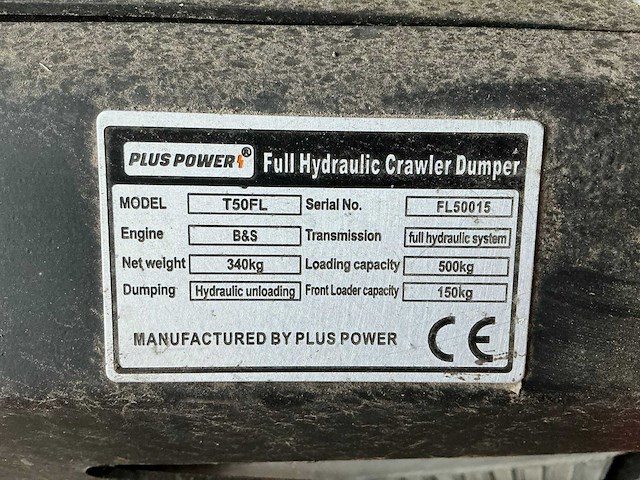 PLUS POWER® Full Hydraulic Crawler Dumper
MODEL T50FL Serial No. FL50015
Engine B&S Transmission full hydraulic system
Net weight 340kg Loading capacity 500kg
Dumping Hydraulic unloading Front Loader capacity 150kg
MANUFACTURED BY PLUS POWER CE